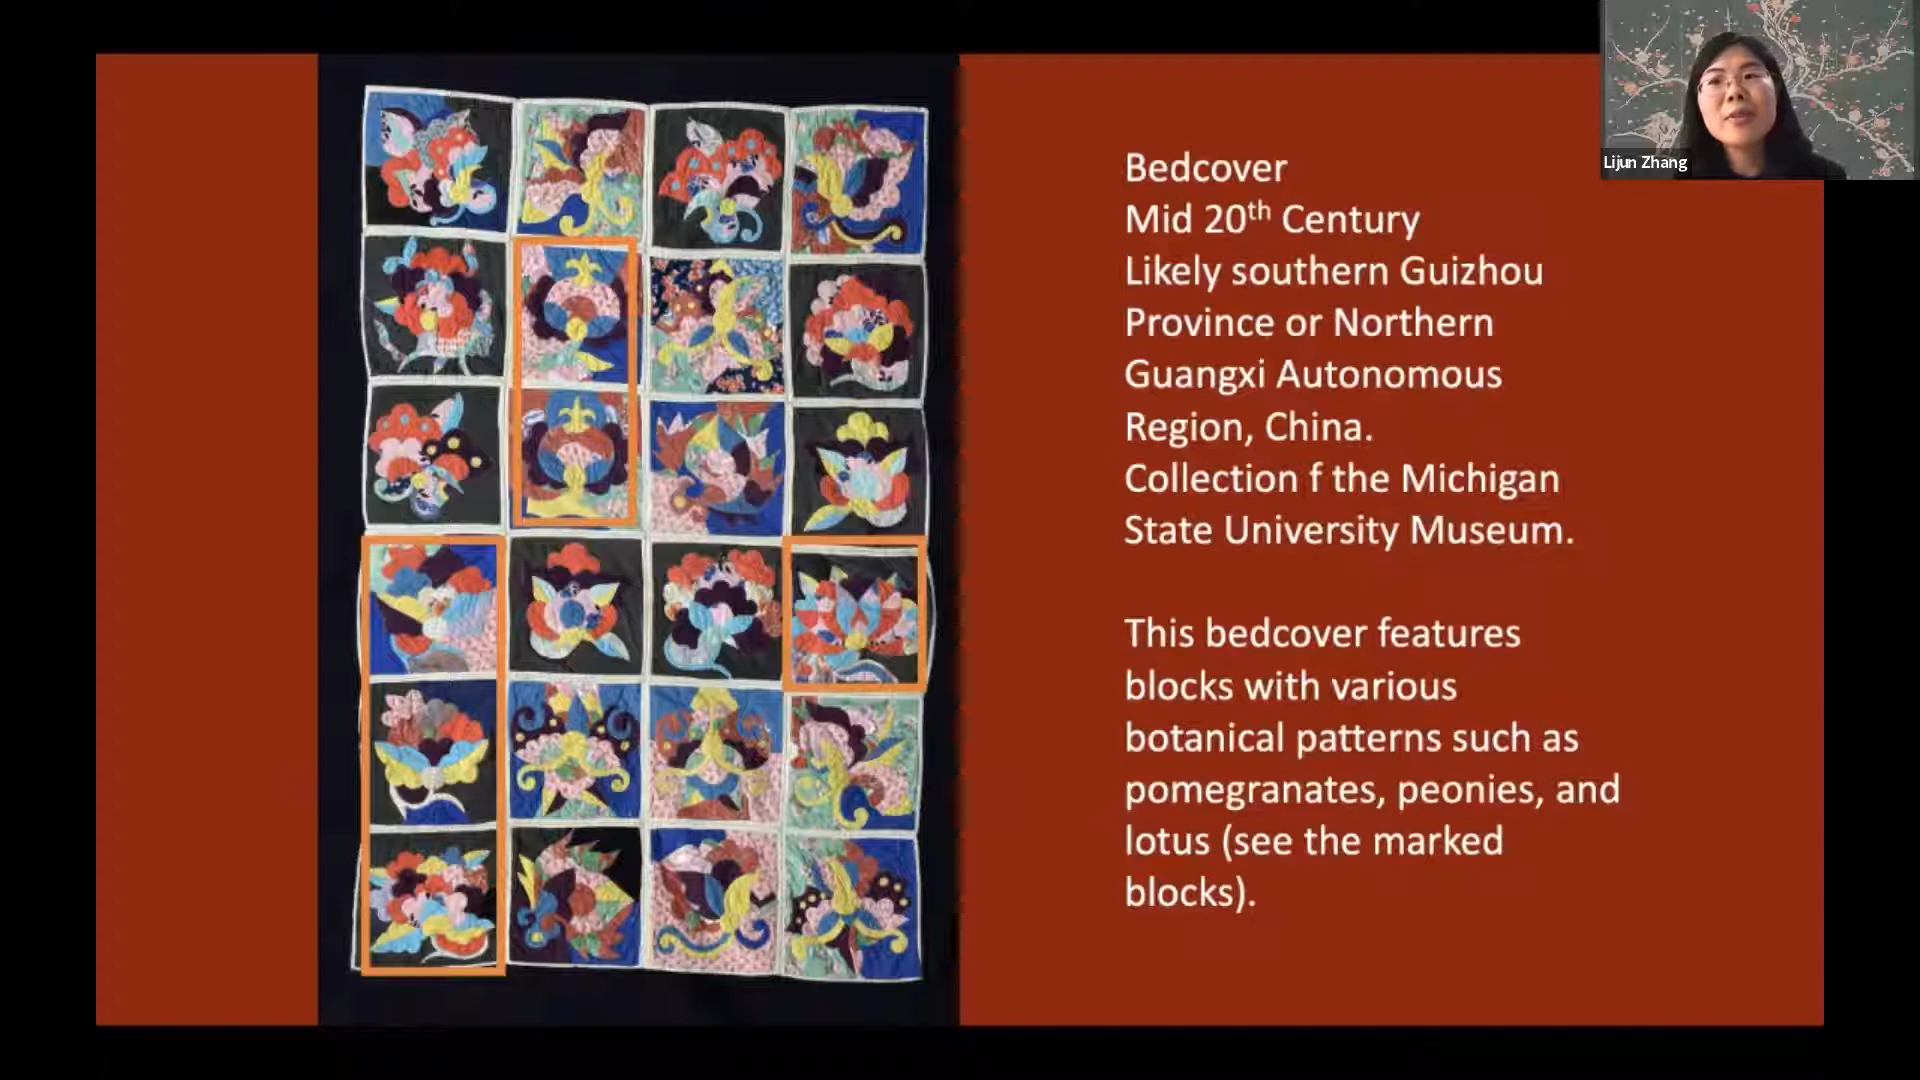 Lijun Zhang
Bedcover
Mid 20th Century
Likely southern Guizhou
Province or Northern
Guangxi Autonomous
Region, China.
Collection f the Michigan
State University Museum.
This bedcover features
blocks with various
botanical patterns such as
pomegranates, peonies, and
lotus (see the marked
blocks).